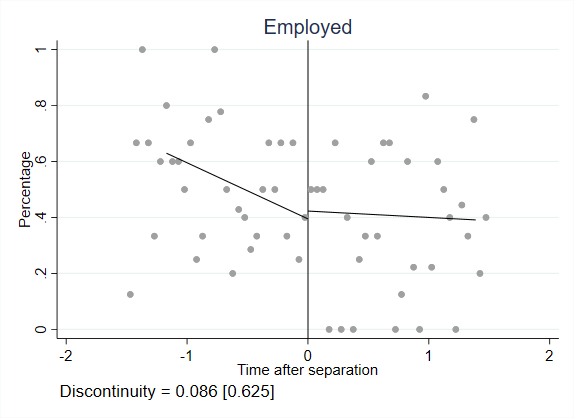 Employed
Percentage
1
.8
.6
.4
.2
0
-2 -1 0 1 2
Time after separation
Discontinuity = 0.086 [0.625]